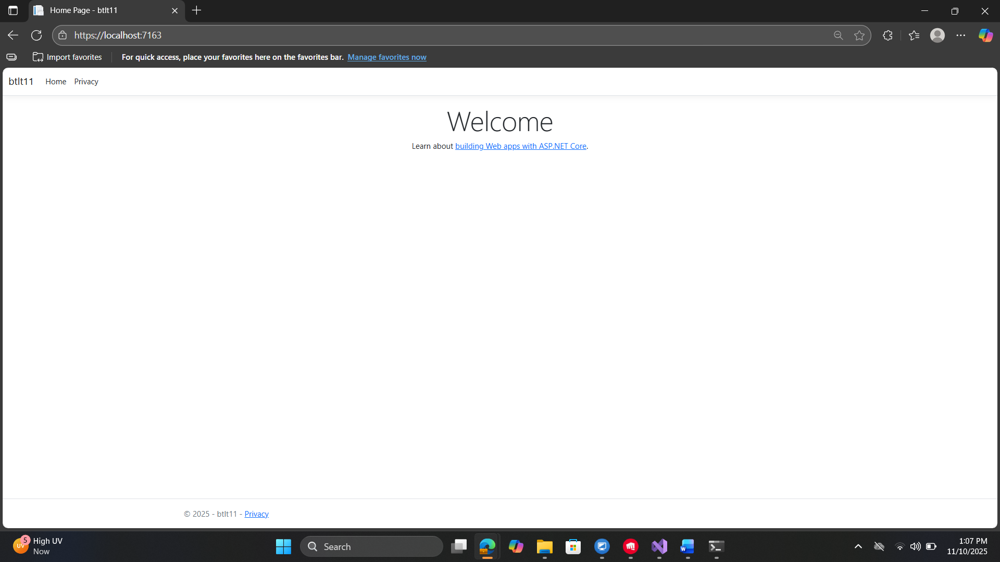 Home Page - btlt11
https://localhost:7163
Import favorites
For quick access, place your favorites here on the favorites bar. Manage favorites now
btlt11 Home Privacy
Welcome
Learn about building Web apps with ASP.NET Core.
© 2025 - btlt11 - Privacy
5
UV
High UV
Now
Search
W
1:07 PM
11/10/2025